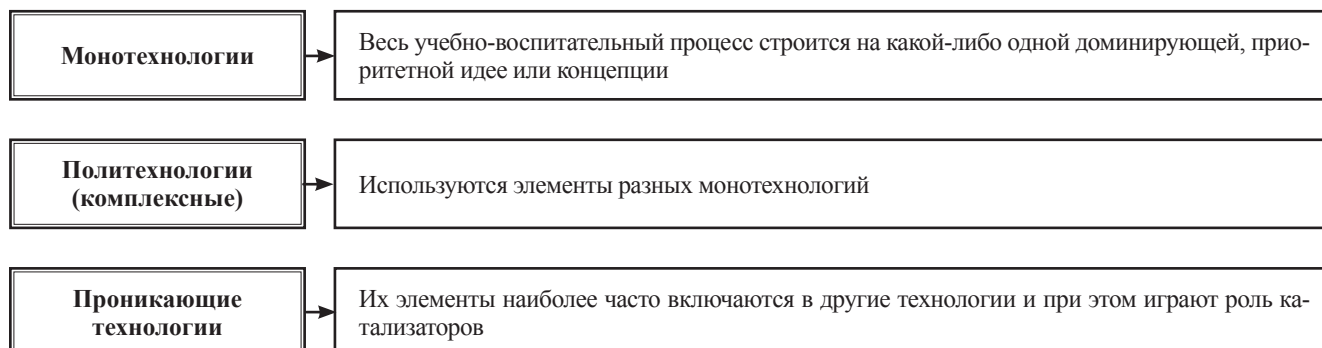 Монотехнологии
Весь учебно-воспитательный процесс строится на какой-либо одной доминирующей, прио-
ритетной идее или концепции
Политехнологии
(комплексные)
Используются элементы разных монотехнологий
Проникающие
технологии
Их элементы наиболее часто включаются в другие технологии и при этом играют роль ка-
тализаторов